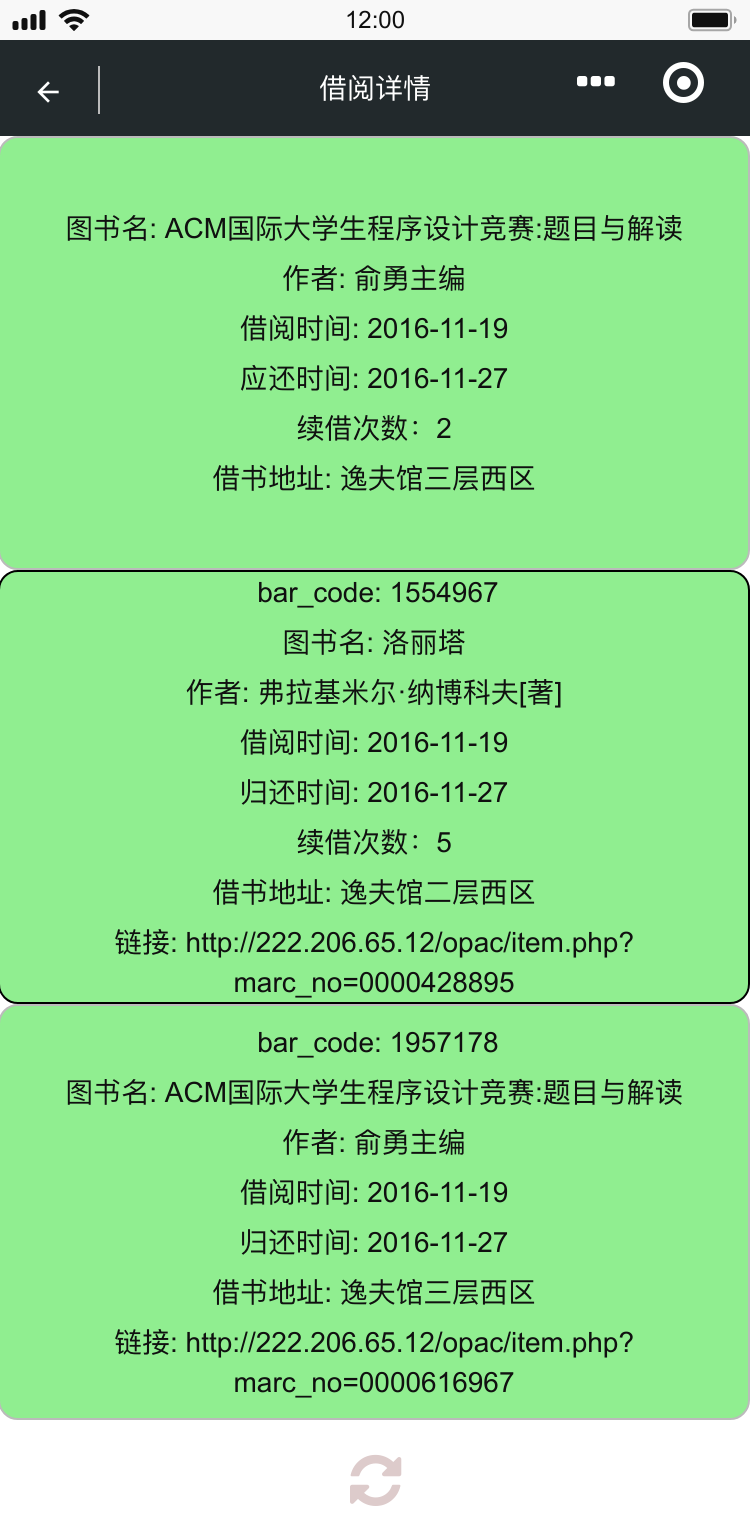 12:00
借阅详情
图书名: ACM国际大学生程序设计竞赛:题目与解读
作者: 俞勇主编
借阅时间: 2016-11-19
应还时间: 2016-11-27
续借次数：2
借书地址: 逸夫馆三层西区
bar_code: 1554967
图书名: 洛丽塔
作者: 弗拉基米尔·纳博科夫[著]
借阅时间: 2016-11-19
归还时间: 2016-11-27
续借次数：5
借书地址: 逸夫馆二层西区
链接: http://222.206.65.12/opac/item.php?
marc_no=0000428895
bar_code: 1957178
图书名: ACM国际大学生程序设计竞赛:题目与解读
作者: 俞勇主编
借阅时间: 2016-11-19
归还时间: 2016-11-27
借书地址: 逸夫馆三层西区
链接: http://222.206.65.12/opac/item.php?
marc_no=0000616967